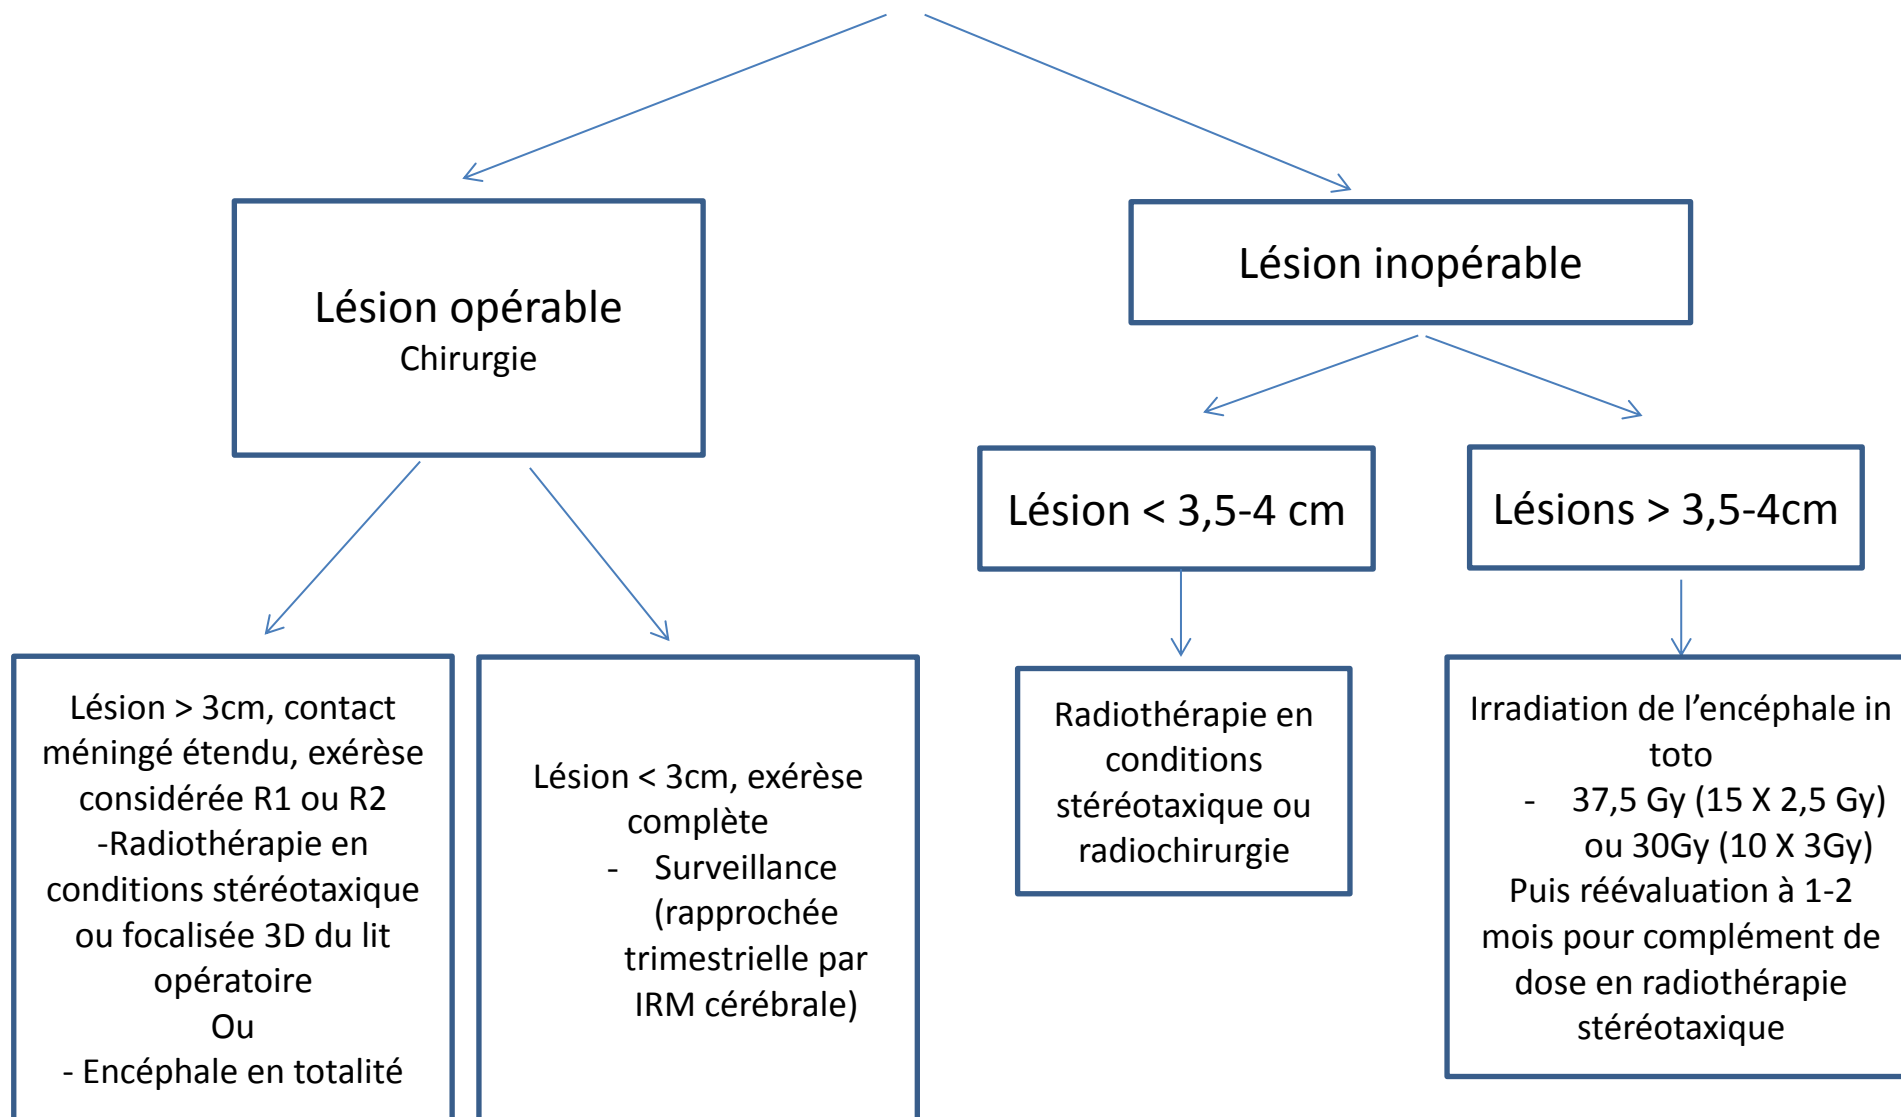 Lésion opérable
Chirurgie
Lésion inopérable
Lésion < 3,5-4 cm
Lésions > 3,5-4cm
Lésion > 3cm, contact
méningé étendu, exérèse
considérée R1 ou R2
-Radiothérapie en
conditions stéréotaxique
ou focalisée 3D du lit
opératoire
Ou
- Encéphale en totalité
Lésion < 3cm, exérèse
complète
- Surveillance
(rapprochée
trimestrielle par
IRM cérébrale)
Radiothérapie en
conditions
stéréotaxique ou
radiochirurgie
Irradiation de l’encéphale in
toto
- 37,5 Gy (15 X 2,5 Gy)
ou 30Gy (10 X 3Gy)
Puis réévaluation à 1-2
mois pour complément de
dose en radiothérapie
stéréotaxique